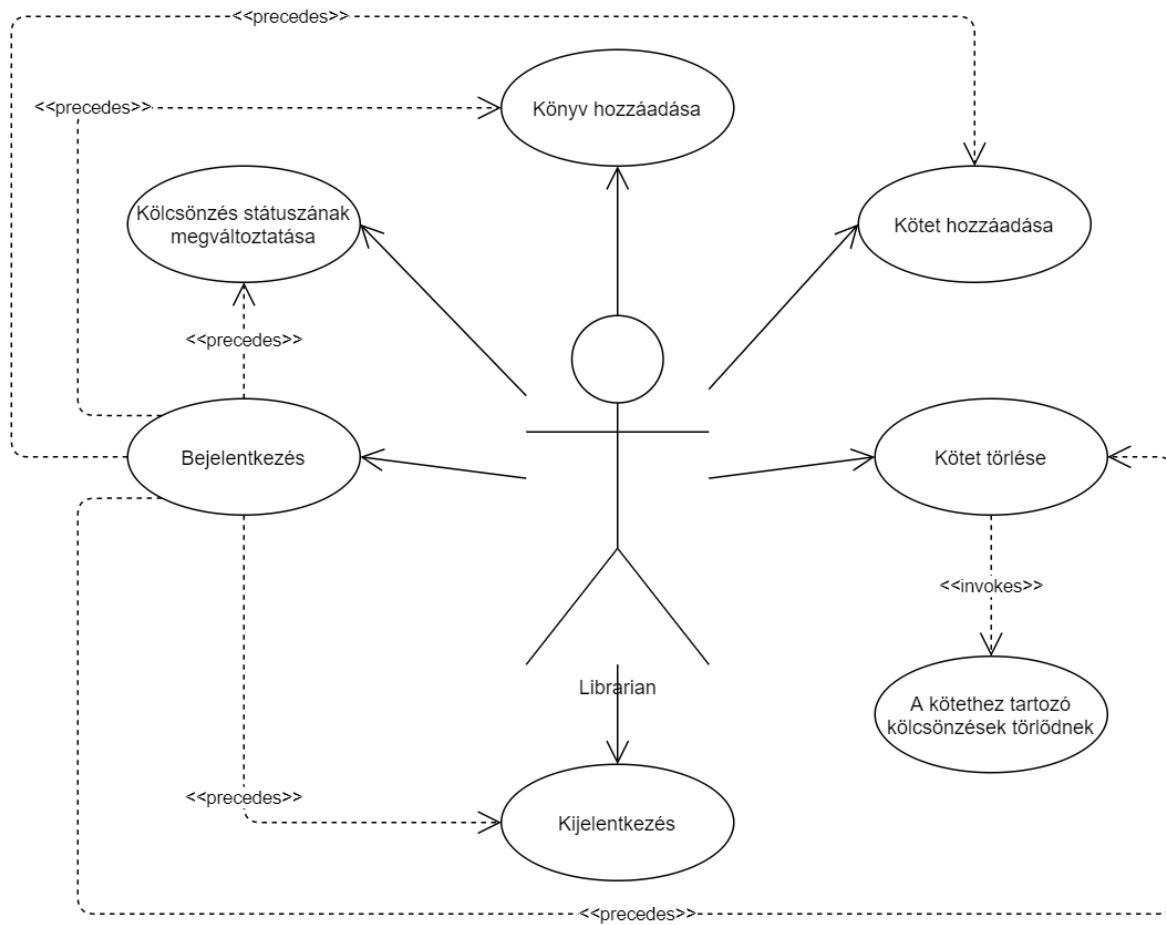 <<precedes>>
<<precedes>>
Könyv hozzáadása
Kölcsönzés státuszának
megváltoztatása
Kötet hozzáadása
<<precedes>>
Bejelentkezés
Kötet törlése
<<invokes>>
Librarian
A kötethez tartozó
kölcsönzések törlődnek
<<precedes>>
Kijelentkezés
<<precedes>>